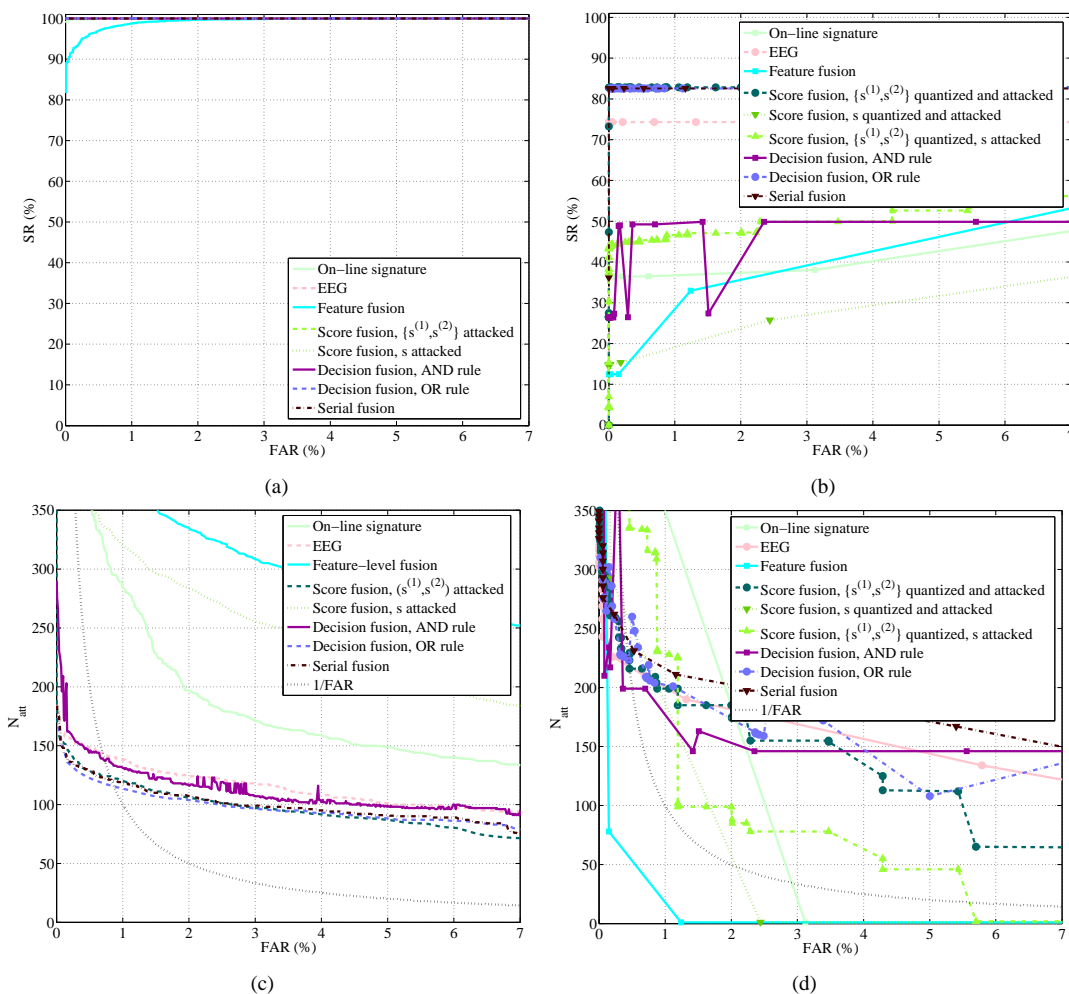 100
90
80
70
60
50
40
30
20
10
0
SR (%)
On−line signature
EEG
Feature fusion
Score fusion, {s(1),s(2)} attacked
Score fusion, s attacked
Decision fusion, AND rule
Decision fusion, OR rule
Serial fusion
0 1 2 3 4 5 6 7
FAR (%)
(a)
100
90
80
70
60
50
40
30
20
10
0
SR (%)
On−line signature
EEG
Feature fusion
Score fusion, {s(1),s(2)} quantized and attacked
Score fusion, s quantized and attacked
Score fusion, {s(1),s(2)} quantized, s attacked
Decision fusion, AND rule
Decision fusion, OR rule
Serial fusion
0 1 2 3 4 5 6 7
FAR (%)
(b)
350
300
250
200
150
100
50
0
Natt
On−line signature
EEG
Feature−level fusion
Score fusion, (s(1),s(2)) attacked
Score fusion, s attacked
Decision fusion, AND rule
Decision fusion, OR rule
Serial fusion
1/FAR
0 1 2 3 4 5 6 7
FAR (%)
(c)
350
300
250
200
150
100
50
0
Natt
On−line signature
EEG
Feature fusion
Score fusion, {s(1),s(2)} quantized and attacked
Score fusion, s quantized and attacked
Score fusion, {s(1),s(2)} quantized, s attacked
Decision fusion, AND rule
Decision fusion, OR rule
Serial fusion
1/FAR
0 1 2 3 4 5 6 7
FAR (%)
(d)